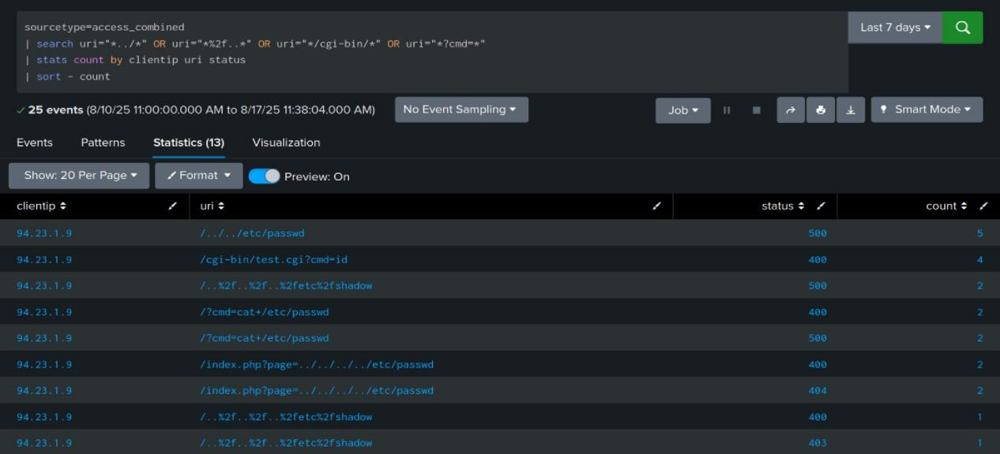 sourcetype=access_combined
| search uri="*../*" OR uri="*%2f..*" OR uri="*/cgi-bin/*" OR uri="*?cmd=*"
| stats count by clientip uri status
| sort - count
Last 7 days
25 events (8/10/25 11:00:00.000 AM to 8/17/25 11:38:04.000 AM) No Event Sampling Job Smart Mode
Events Patterns Statistics (13) Visualization
Show: 20 Per Page Format Preview: On
clientip uri status count
94.23.1.9 /../../etc/passwd 500 5
94.23.1.9 /cgi-bin/test.cgi?cmd=id 400 4
94.23.1.9 /..%2f..%2f..%2fetc%2fshadow 500 2
94.23.1.9 /?cmd=cat+/etc/passwd 400 2
94.23.1.9 /?cmd=cat+/etc/passwd 500 2
94.23.1.9 /index.php?page=../../../../etc/passwd 400 2
94.23.1.9 /index.php?page=../../../../etc/passwd 404 2
94.23.1.9 /..%2f..%2f..%2fetc%2fshadow 400 1
94.23.1.9 /..%2f..%2f..%2fetc%2fshadow 403 1